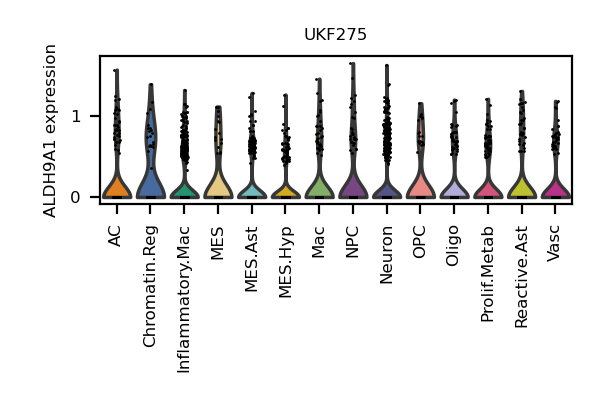 UKF275
ALDH9A1 expression
1
0
AC
Chromatin.Reg
Inflammatory.Mac
MES
MES.Ast
MES.Hyp
Mac
NPC
Neuron
OPC
Oligo
Prolif.Metab
Reactive.Ast
Vasc